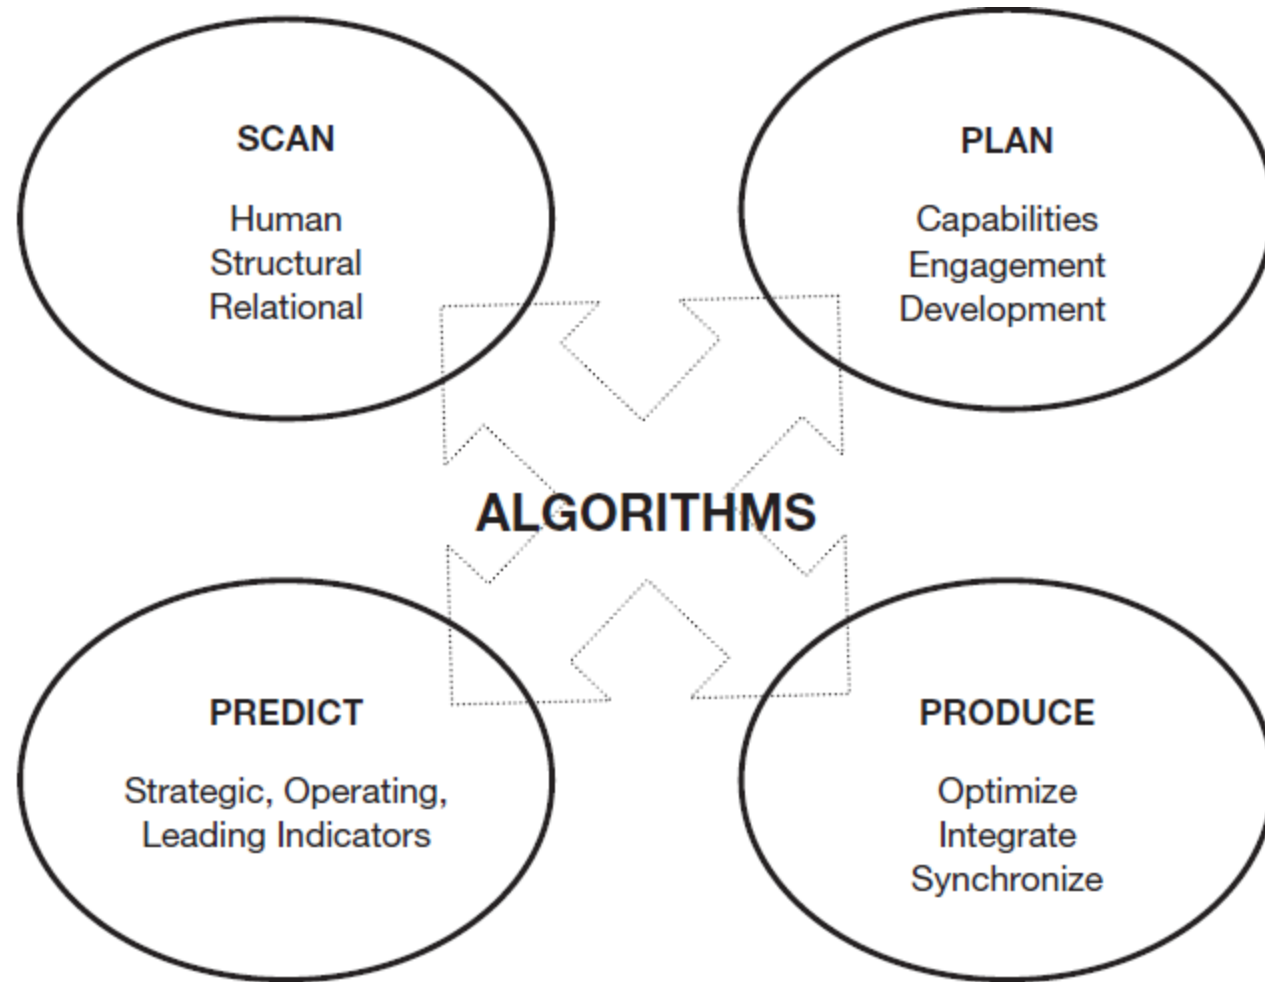 SCAN
Human
Structural
Relational
PLAN
Capabilities
Engagement
Development
ALGORITHMS
PREDICT
Strategic, Operating,
Leading Indicators
PRODUCE
Optimize
Integrate
Synchronize